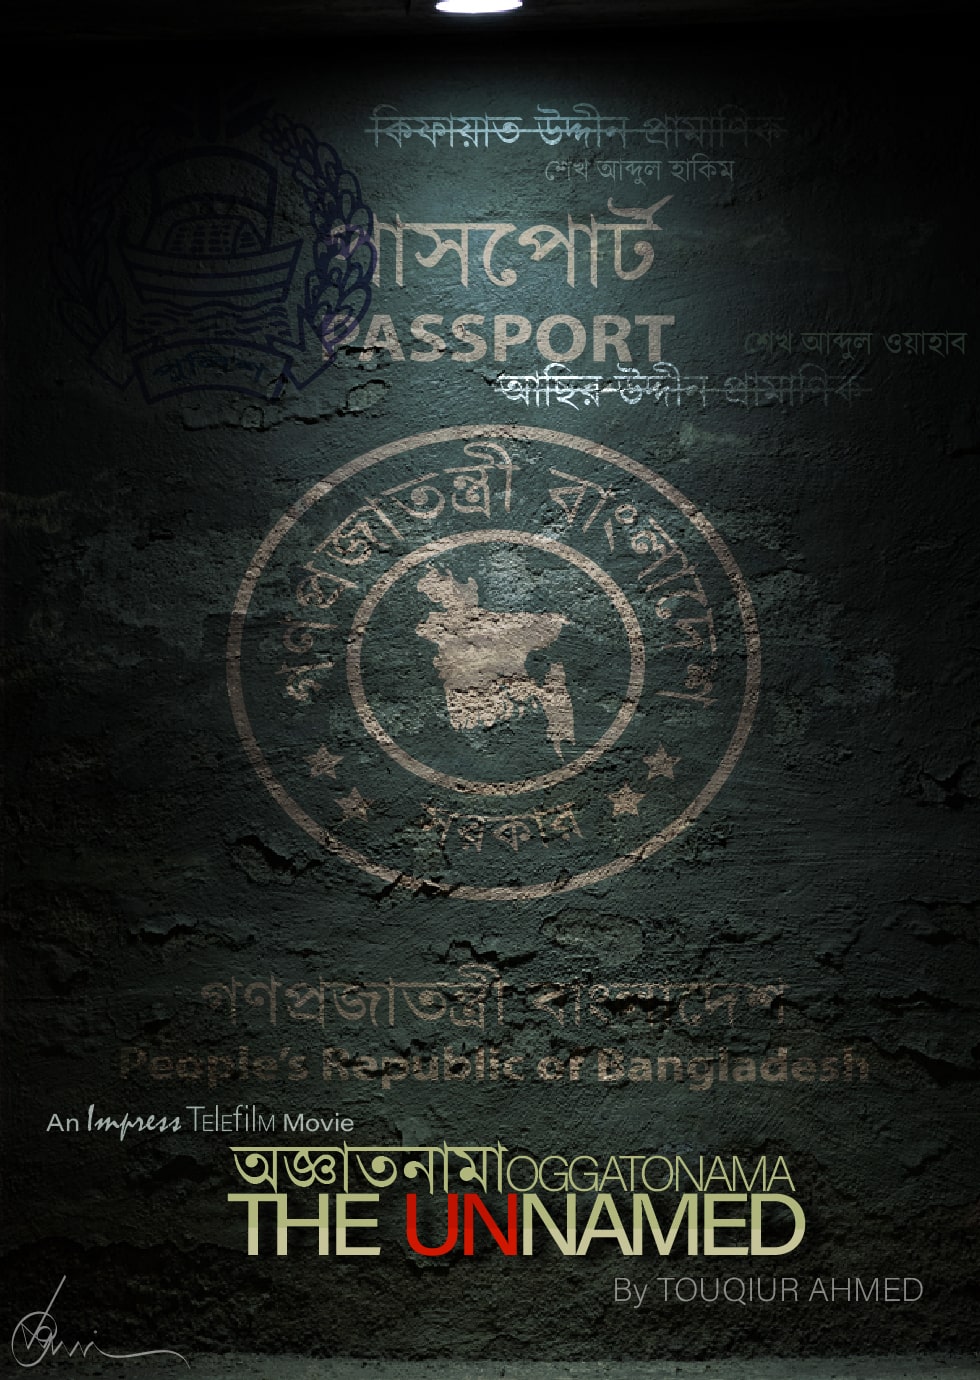 কিফায়াত উদ্দীন প্রামাণিক
শেখ আব্দুল হাকিম
পাসপোর্ট
PASSPORT
শেখ আব্দুল ওয়াহাব
আছির উদ্দীন প্রামাণিক
পুলিশ
গণপ্রজাতন্ত্রী বাংলাদেশ
সরকার
গণপ্রজাতন্ত্রী বাংলাদেশ
People's Republic of Bangladesh
An Impress TELEFILM Movie
অজ্ঞাতনামা OGGATONAMA
THE UNNAMED
By TOUQIUR AHMED